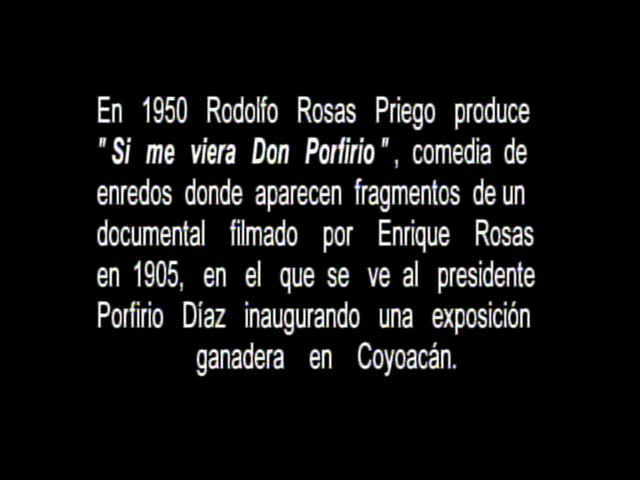 En 1950 Rodolfo Rosas Priego produce
"Si me viera Don Porfirio", comedia de
enredos donde aparecen fragmentos de un
documental filmado por Enrique Rosas
en 1905, en el que se ve al presidente
Porfirio Díaz inaugurando una exposición
ganadera en Coyoacán.